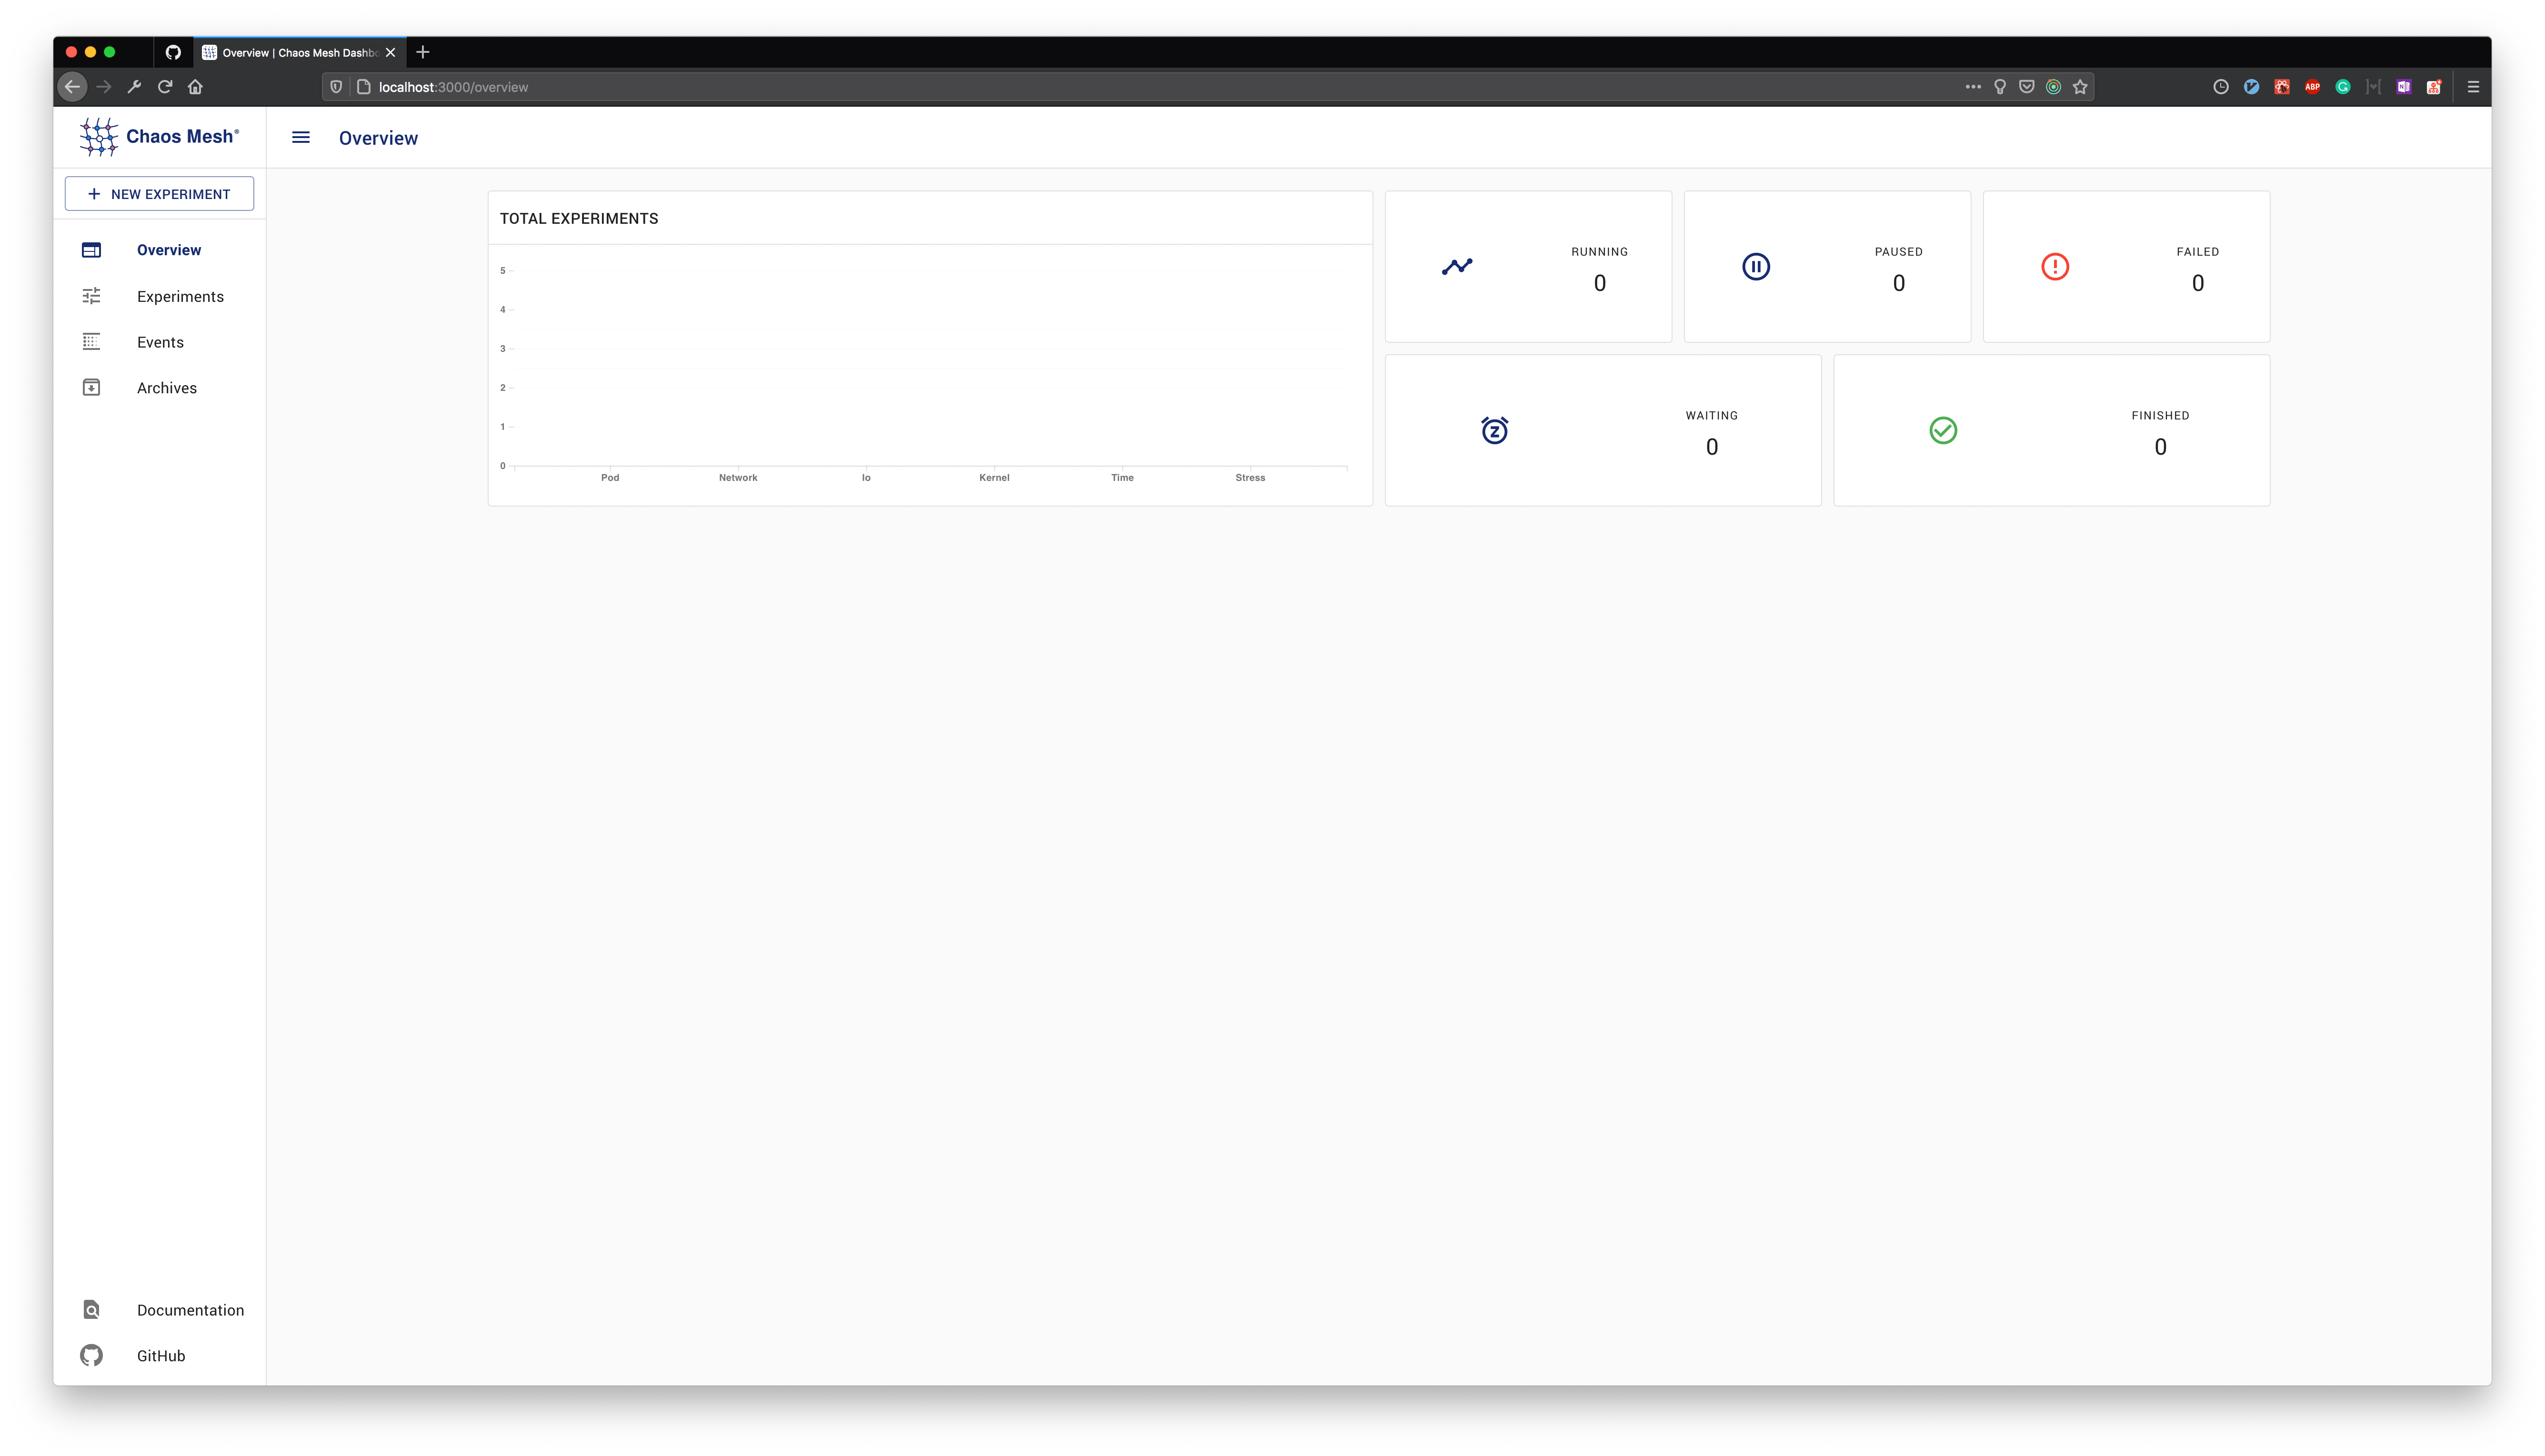 Overview | Chaos Mesh Dashbo
localhost:3000/overview
ABP
Chaos Mesh®
Overview
NEW EXPERIMENT
Overview
Experiments
Events
Archives
TOTAL EXPERIMENTS
5
4
3
2
1
0
Pod Network Io Kernel Time Stress
RUNNING
0
PAUSED
0
FAILED
0
WAITING
0
FINISHED
0
Documentation
GitHub